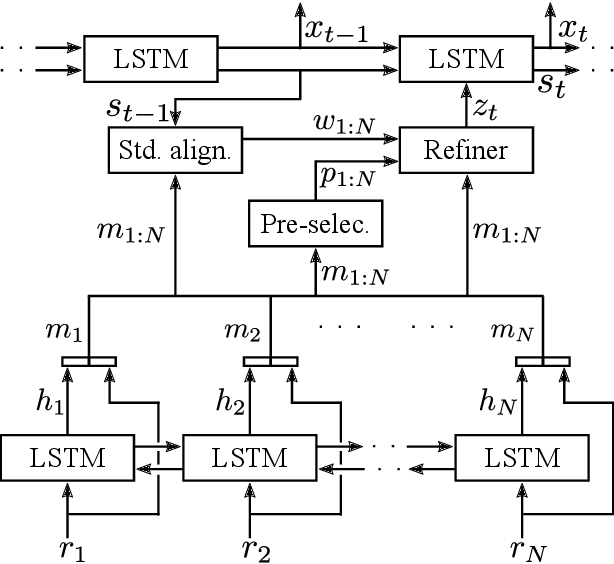 x_{t-1} x_t
· · LSTM LSTM · ·
s_{t-1} s_t
w_{1:N} z_t
Std. align. Refiner
p_{1:N}
Pre-selec.
m_{1:N} m_{1:N} m_{1:N}
m_1 m_2 · · · · · · m_N
h_1 h_2 h_N
LSTM LSTM · · LSTM
r_1 r_2 r_N